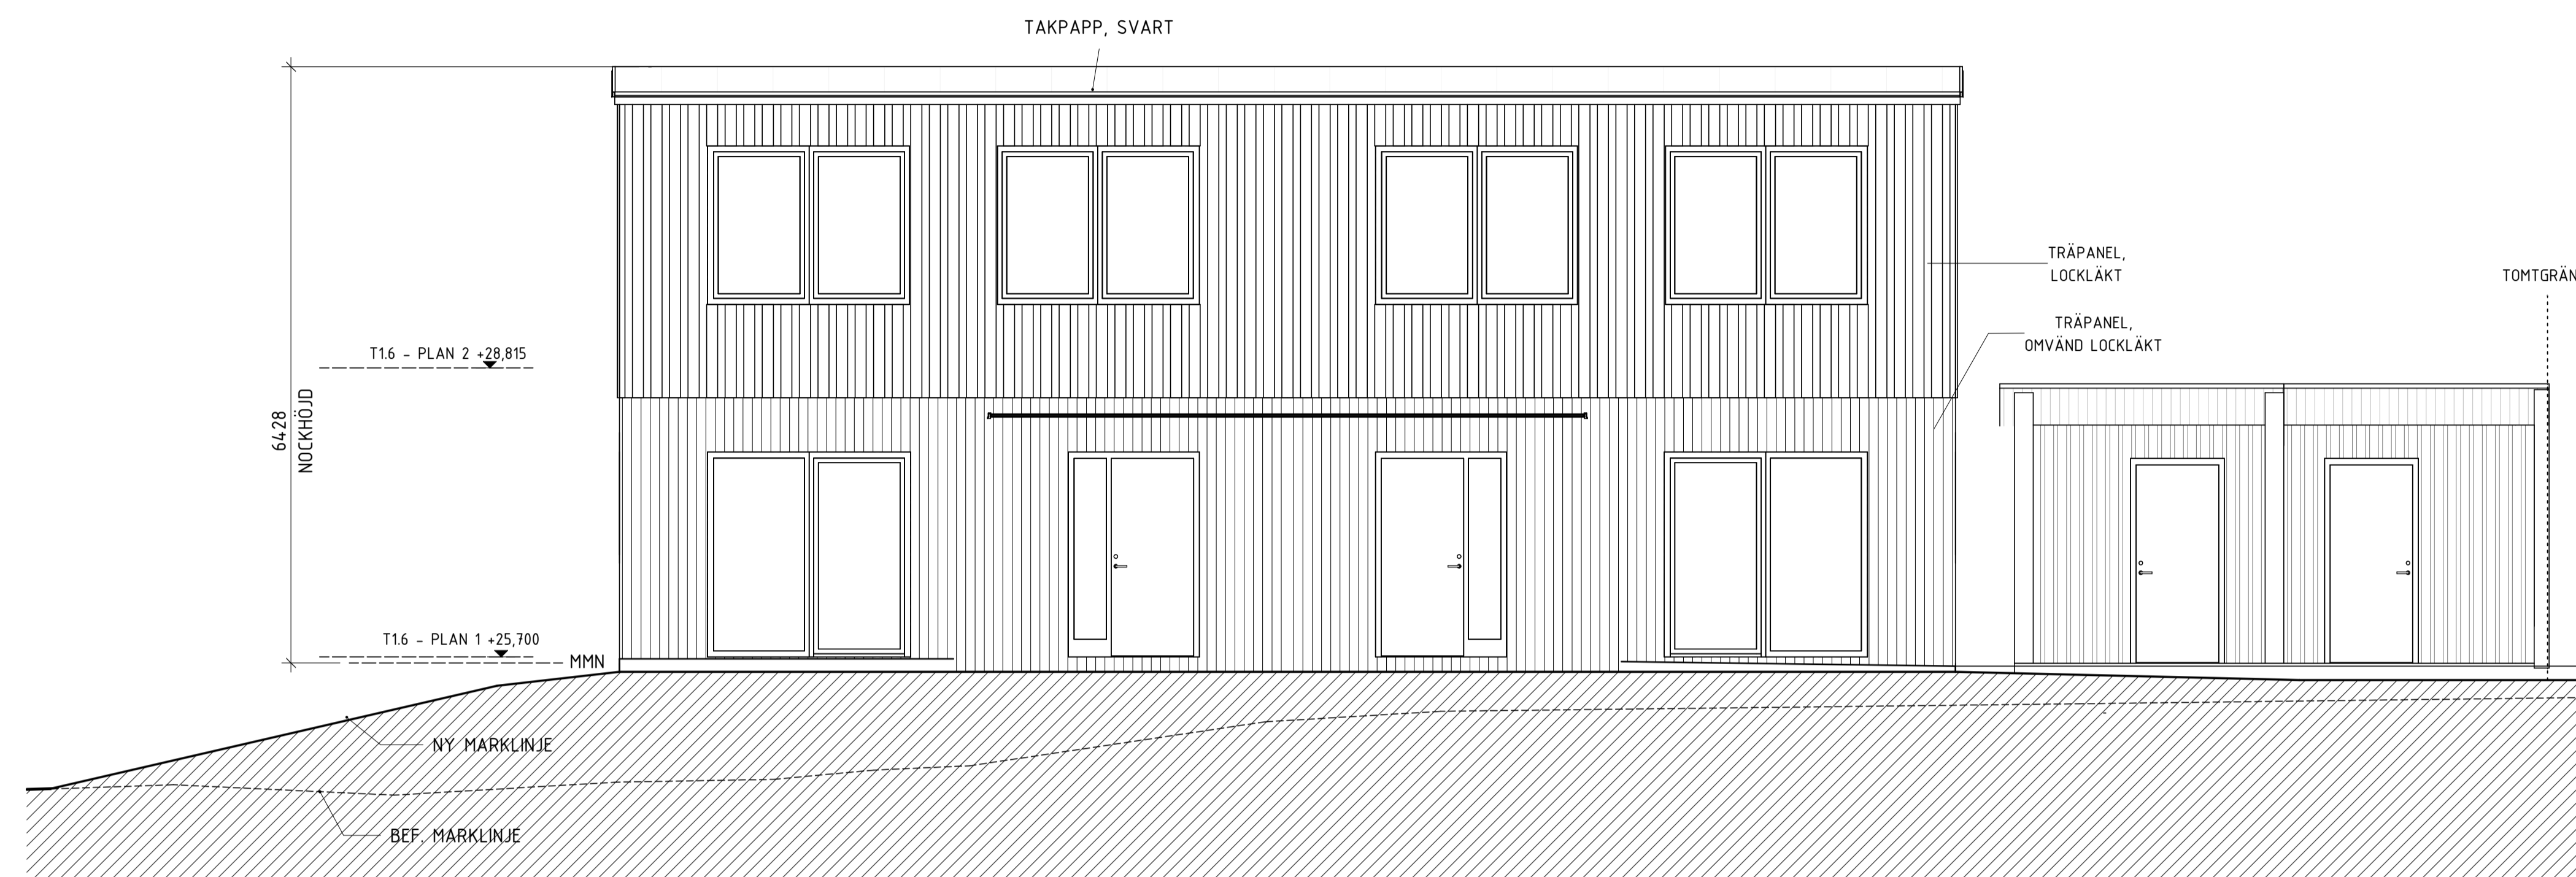 TAKPAPP, SVART
TRÄPANEL,
LOCKLÄKT
TOMTGRÄN
TRÄPANEL,
OMVÄND LOCKLÄKT
T1.6 - PLAN 2 +28,815
6428
NOCKHÖJD
T1.6 - PLAN 1 +25,700
MMN
NY MARKLINJE
BEF. MARKLINJE